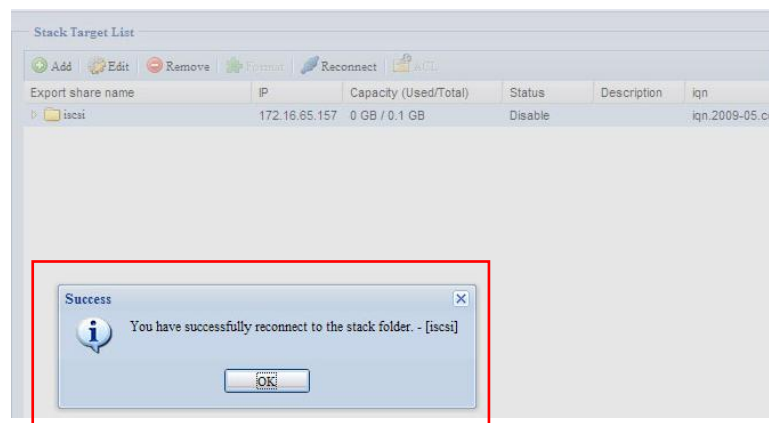 Stack Target List
Add Edit Remove Format Reconnect ACL
Export share name IP Capacity (Used/Total) Status Description iqn
iscsi 172.16.65.157 0 GB / 0.1 GB Disable iqn.2009-05.c
Success
You have successfully reconnect to the stack folder. - [iscsi]
OK